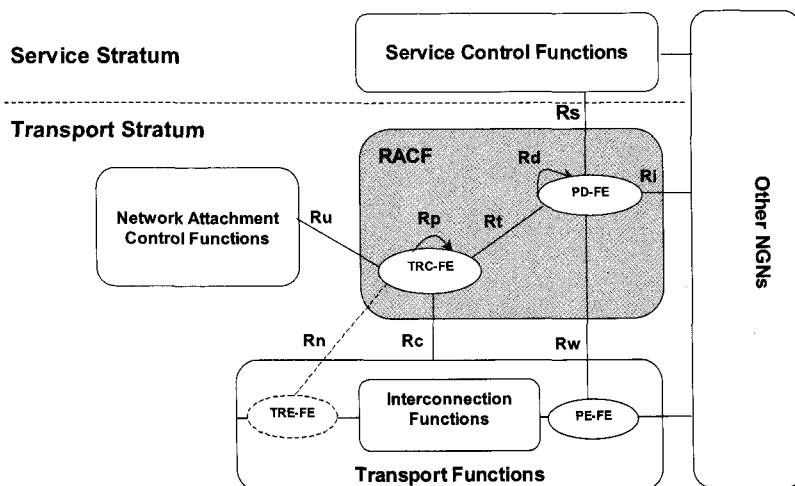 Service Stratum
Service Control Functions
Rs
Transport Stratum
RACF
Rd
PD-FE
Ri
Network Attachment
Control Functions
Ru
Rp
Rt
TRC-FE
Rn
Rc
Rw
TRE-FE
Interconnection
Functions
PE-FE
Transport Functions
Other NGNs